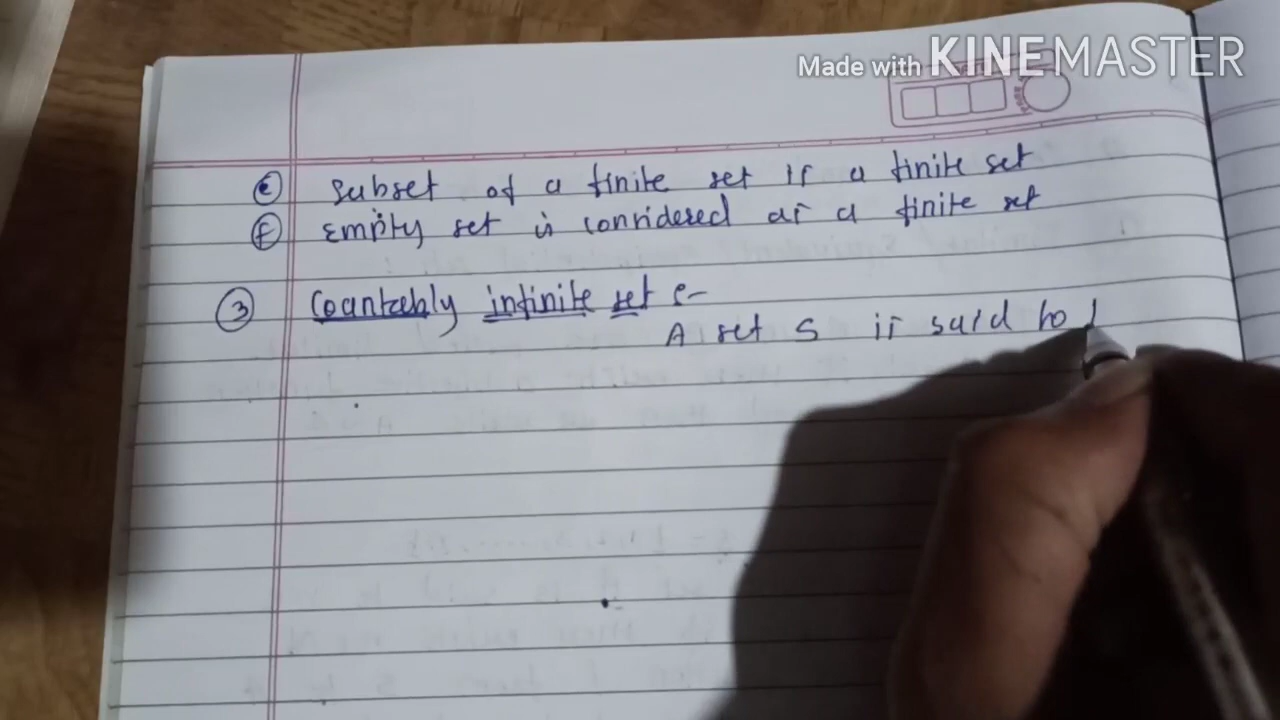 Made with KINEMASTER
(e) subset of a finite set is a finite set
(f) Empty set is considered as a finite set
(3) Countably infinite set :-
A set S is said to